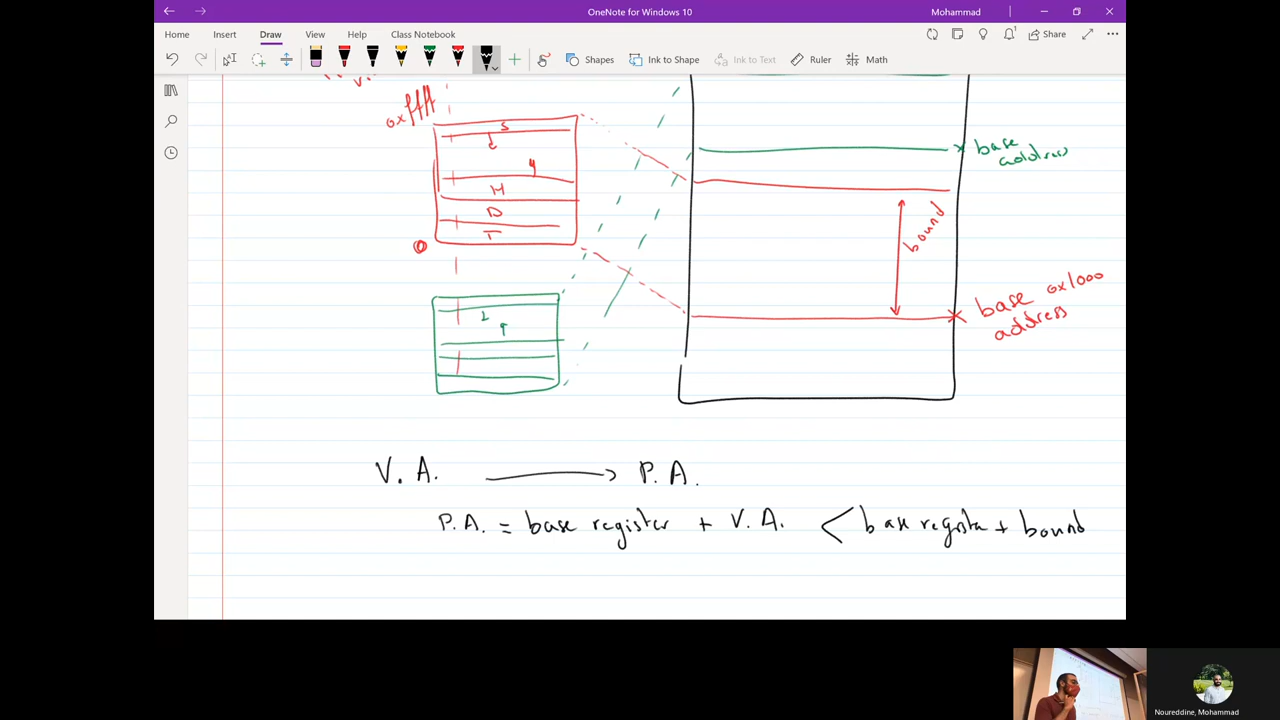 OneNote for Windows 10
Mohammad
Home Insert Draw View Help Class Notebook
Share
Shapes Ink to Shape Ink to Text Ruler Math
V.
0xffff
S
H
D
T
0
base address
bound
base 0x1000
address
V. A. → P. A.
P.A. = base register + V.A. < base register + bound
Noureddine, Mohammad